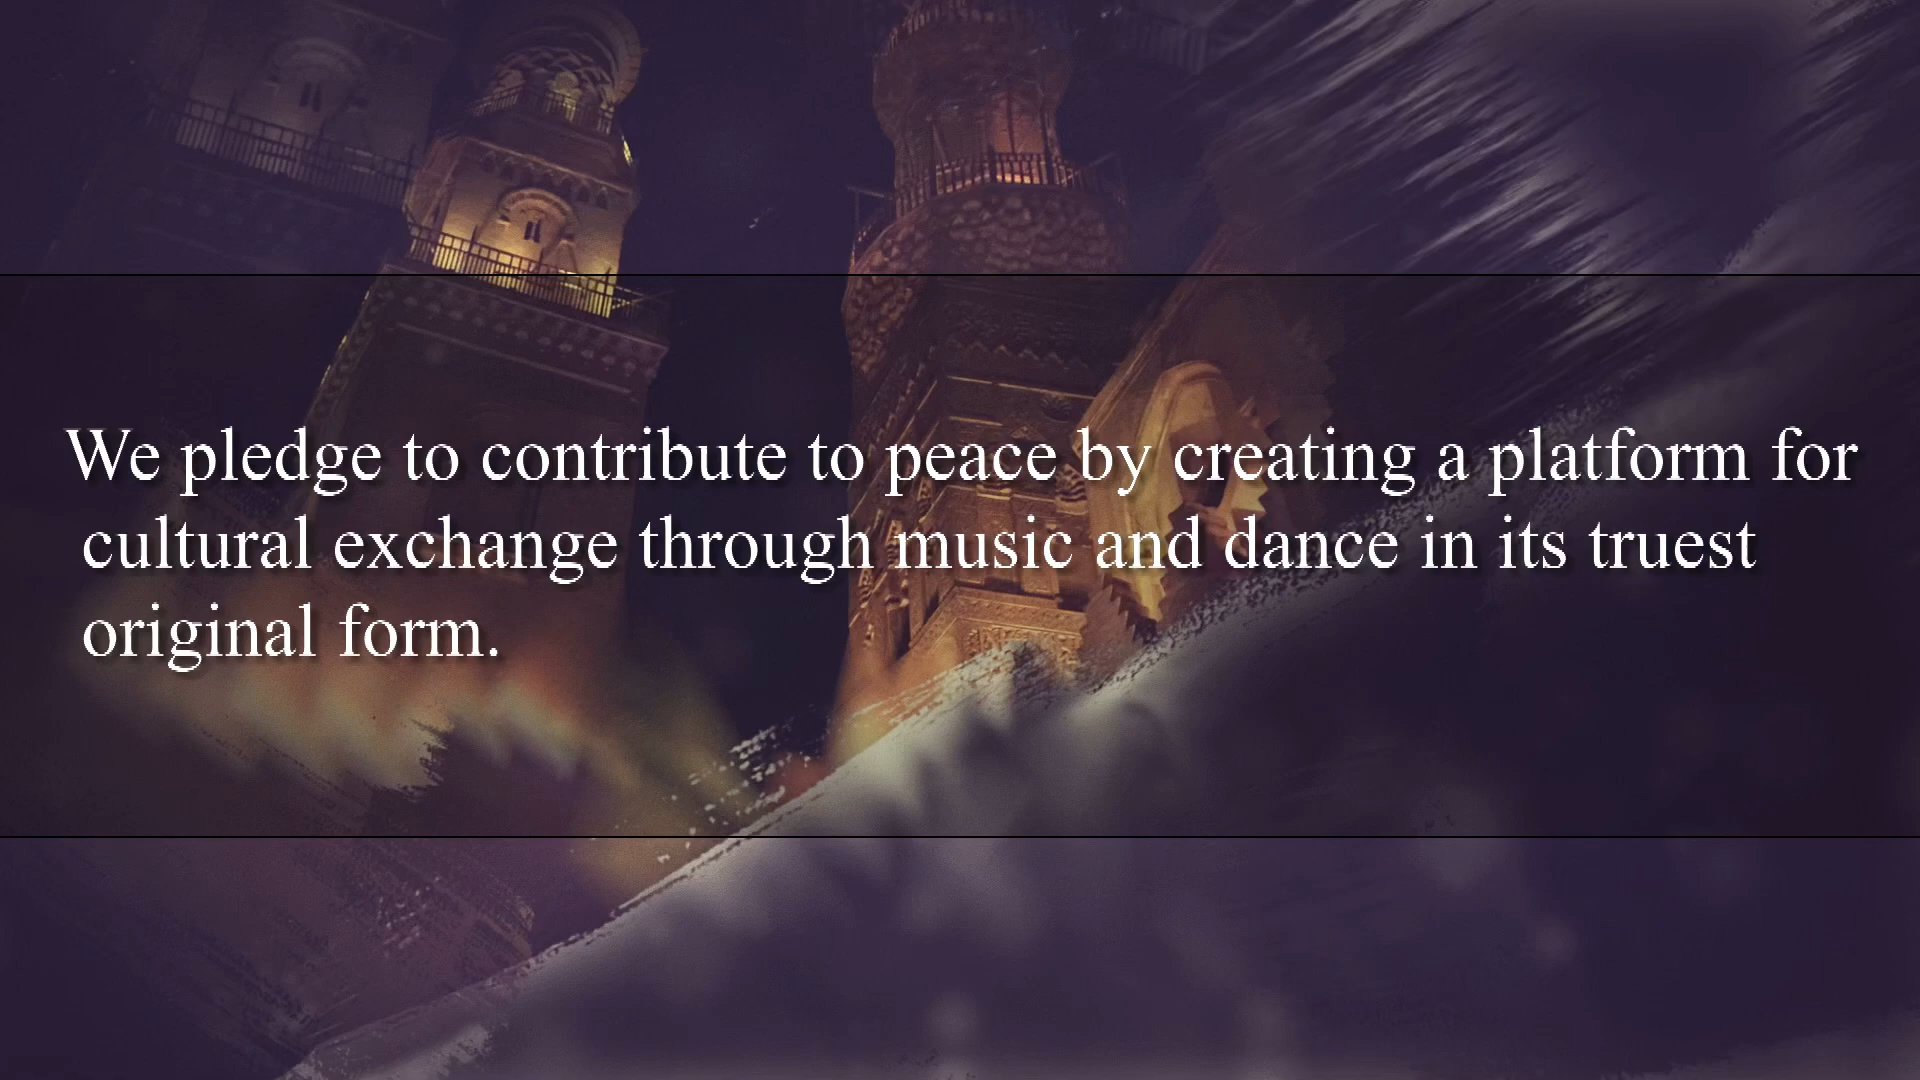 We pledge to contribute to peace by creating a platform for
cultural exchange through music and dance in its truest
original form.